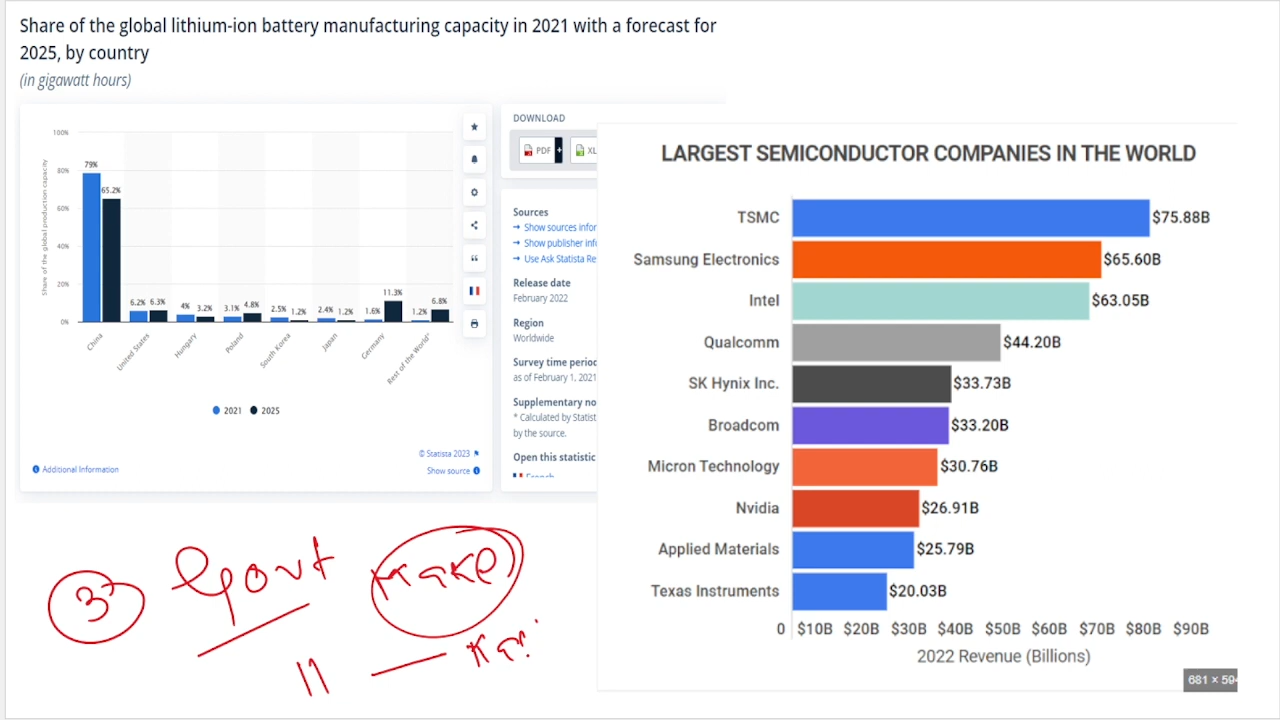 Share of the global lithium-ion battery manufacturing capacity in 2021 with a forecast for
2025, by country
(in gigawatt hours)
Share of the global production capacity
100%
80%
60%
40%
20%
0%
79%
65.2%
6.2%
6.3%
4%
3.2%
3.1%
4.8%
2.5%
1.2%
2.4%
1.2%
1.6%
11.3%
1.2%
6.8%
China
United States
Hungary
Poland
South Korea
Japan
Germany
Rest of the World*
2021 2025
© Statista 2023
Additional Information
Show source
DOWNLOAD
PDF + XL
Sources
→ Show sources infor
→ Show publisher info
→ Use Ask Statista Re
Release date
February 2022
Region
Worldwide
Survey time period
as of February 1, 2021
Supplementary no
* Calculated by Statist
by the source.
Open this statistic
French
LARGEST SEMICONDUCTOR COMPANIES IN THE WORLD
TSMC $75.88B
Samsung Electronics $65.60B
Intel $63.05B
Qualcomm $44.20B
SK Hynix Inc. $33.73B
Broadcom $33.20B
Micron Technology $30.76B
Nvidia $26.91B
Applied Materials $25.79B
Texas Instruments $20.03B
0 $10B $20B $30B $40B $50B $60B $70B $80B $90B
2022 Revenue (Billions)
681 × 594
3 Govt make